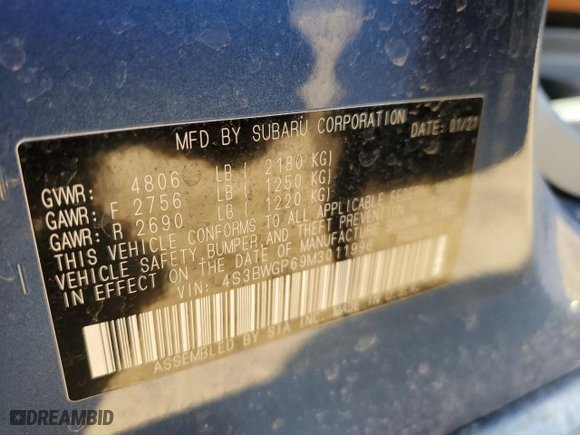 MFD BY SUBARU CORPORATION DATE: 01/21
GVWR: 4806 LB ( 2180 KG)
GAWR: F 2756 LB ( 1250 KG)
GAWR: R 2690 LB ( 1220 KG)
THIS VEHICLE CONFORMS TO ALL APPLICABLE FEDERAL
VEHICLE SAFETY, BUMPER, AND THEFT PREVENTION
IN EFFECT ON THE DATE OF MANUFACTURE
VIN: 4S3BWGP69M3011996
ASSEMBLED BY SIA INC. MADE IN U.S.A.
DREAMBID